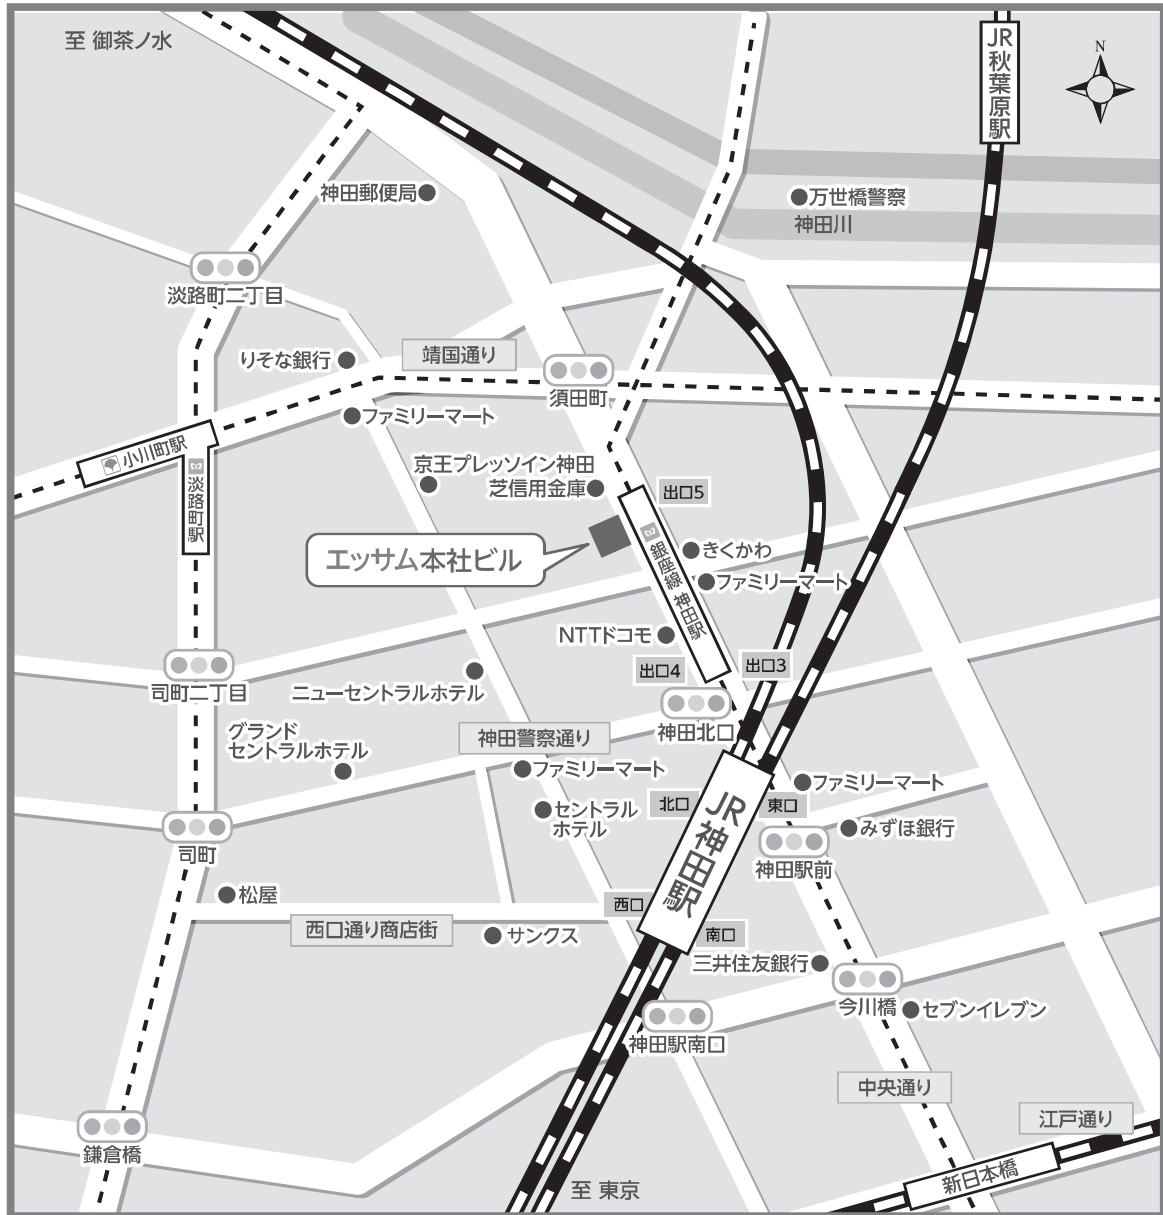 至 御茶ノ水
JR秋葉原駅
N
神田郵便局
万世橋警察
神田川
淡路町二丁目
りそな銀行
靖国通り
須田町
ファミリーマート
小川町駅
淡路町駅
京王プレッソイン神田
芝信用金庫
出口5
エッサム本社ビル
銀座線 神田駅
きくかわ
ファミリーマート
NTTドコモ
出口4
出口3
司町二丁目
ニューセントラルホテル
神田北口
グランド
セントラルホテル
神田警察通り
ファミリーマート
セントラル
ホテル
北口
東口
ファミリーマート
JR神田駅
みずほ銀行
神田駅前
司町
松屋
西口
西口通り商店街
サンクス
南口
三井住友銀行
今川橋
セブンイレブン
神田駅南口
中央通り
江戸通り
鎌倉橋
新日本橋
至 東京